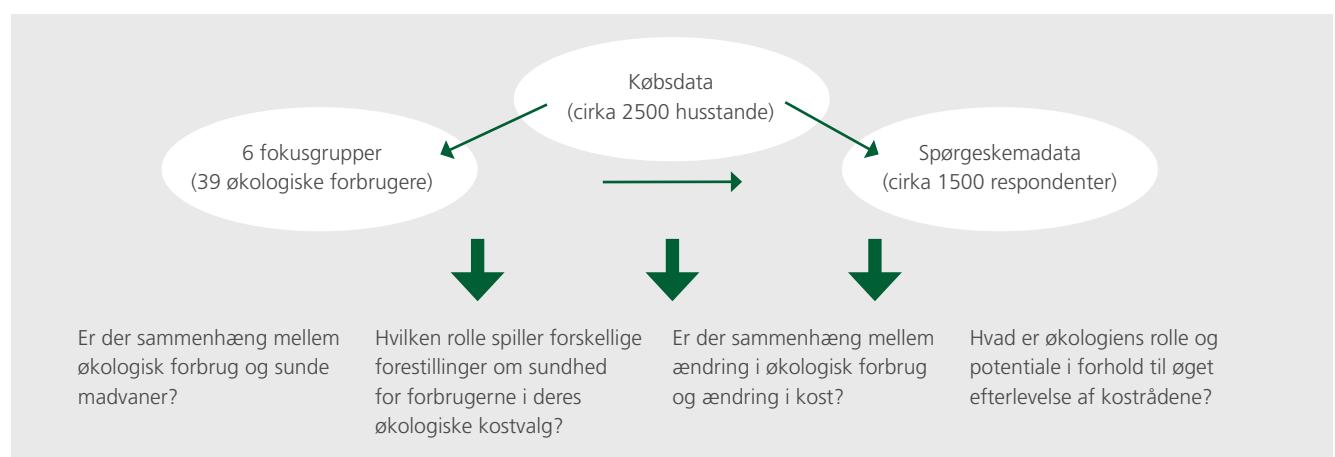 Købsdata
(cirka 2500 husstande)
6 fokusgrupper
(39 økologiske forbrugere)
Spørgeskemadata
(cirka 1500 respondenter)
Er der sammenhæng mellem
økologisk forbrug og sunde
madvaner?
Hvilken rolle spiller forskellige
forestillinger om sundhed
for forbrugerne i deres
økologiske kostvalg?
Er der sammenhæng mellem
ændring i økologisk forbrug
og ændring i kost?
Hvad er økologiens rolle og
potentiale i forhold til øget
efterlevelse af kostrådene?